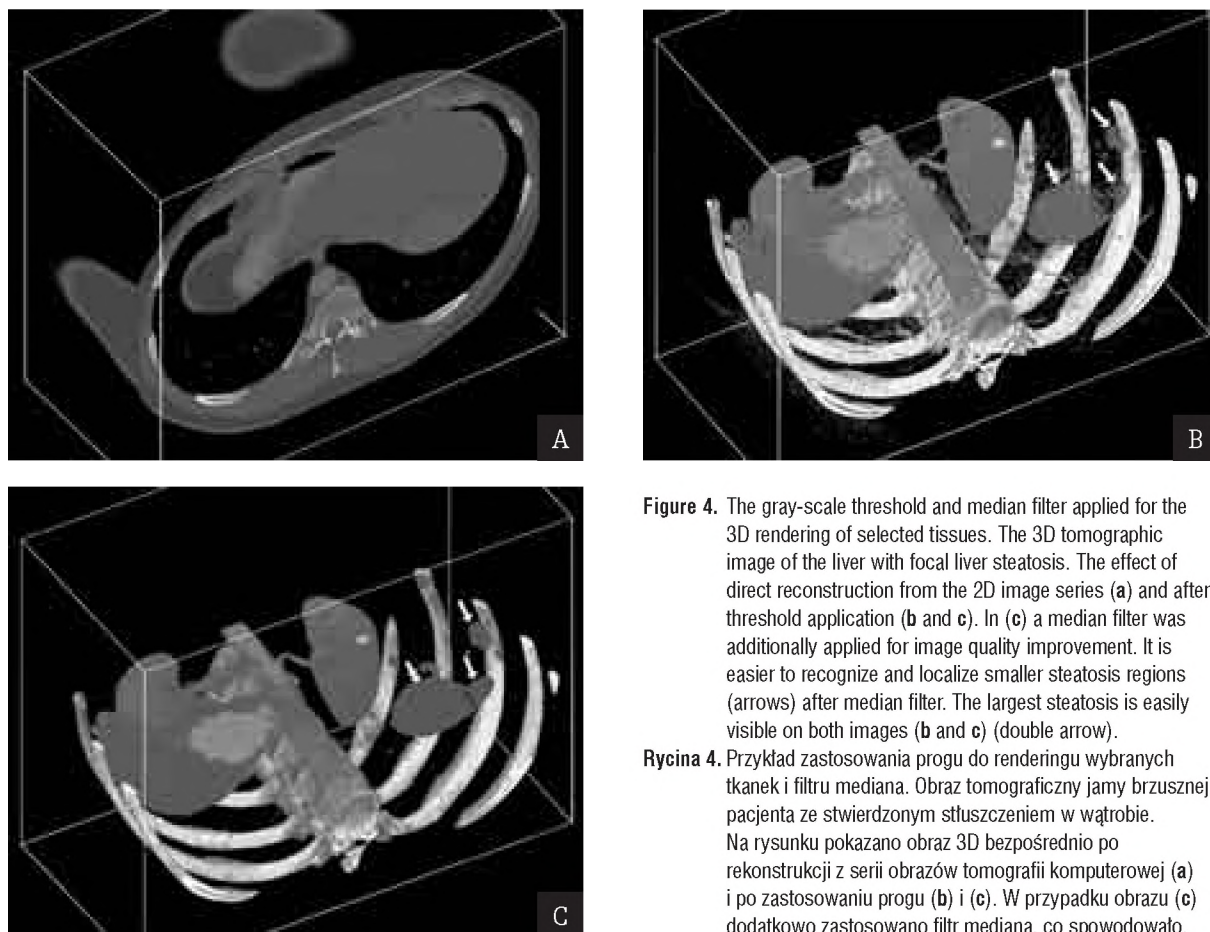 A
B
C
Figure 4. The gray-scale threshold and median filter applied for the
3D rendering of selected tissues. The 3D tomographic
image of the liver with focal liver steatosis. The effect of
direct reconstruction from the 2D image series (a) and after
threshold application (b and c). In (c) a median filter was
additionally applied for image quality improvement. It is
easier to recognize and localize smaller steatosis regions
(arrows) after median filter. The largest steatosis is easily
visible on both images (b and c) (double arrow).
Rycina 4. Przykład zastosowania progu do renderingu wybranych
tkanek i filtru mediana. Obraz tomograficzny jamy brzusznej
pacjenta ze stwierdzonym stłuszczeniem w wątrobie.
Na rysunku pokazano obraz 3D bezpośrednio po
rekonstrukcji z serii obrazów tomografii komputerowej (a)
i po zastosowaniu progu (b) i (c). W przypadku obrazu (c)
dodatkowo zastosowano filtr mediana, co spowodowało,